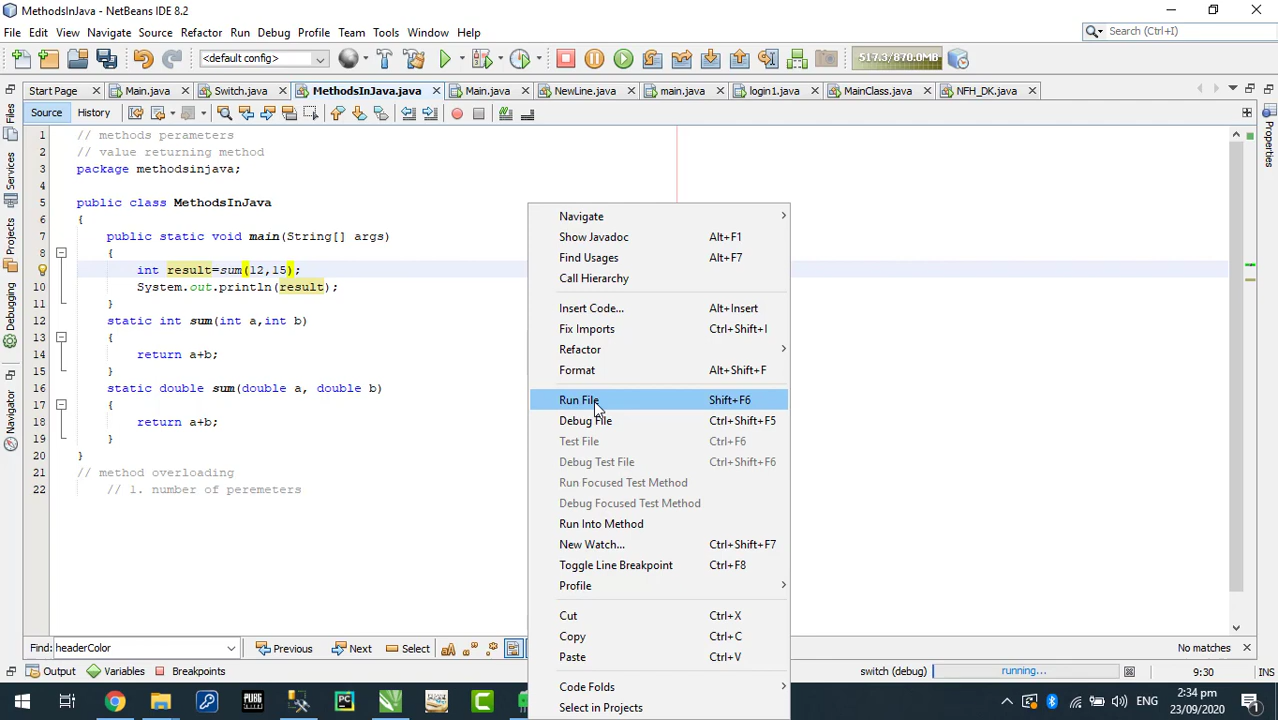 MethodsInJava - NetBeans IDE 8.2
File Edit View Navigate Source Refactor Run Debug Profile Team Tools Window Help
Search (Ctrl+I)
<default config>
517.3/870.0MB
Start Page Main.java Switch.java MethodsInJava.java Main.java NewLine.java main.java login1.java MainClass.java NFH_DK.java
Source History
1 // methods perameters
2 // value returning method
3 package methodsinjava;
4
5 public class MethodsInJava
6 {
7 public static void main(String[] args)
8 {
int result=sum(12,15);
10 System.out.println(result);
11 }
12 static int sum(int a,int b)
13 {
14 return a+b;
15 }
16 static double sum(double a, double b)
17 {
18 return a+b;
19 }
20 }
21 // method overloading
22 // 1. number of peremeters
Files
Services
Projects
Debugging
Navigator
Properties
Navigate
Show Javadoc Alt+F1
Find Usages Alt+F7
Call Hierarchy
Insert Code... Alt+Insert
Fix Imports Ctrl+Shift+I
Refactor
Format Alt+Shift+F
Run File Shift+F6
Debug File Ctrl+Shift+F5
Test File Ctrl+F6
Debug Test File Ctrl+Shift+F6
Run Focused Test Method
Debug Focused Test Method
Run Into Method
New Watch... Ctrl+Shift+F7
Toggle Line Breakpoint Ctrl+F8
Profile
Cut Ctrl+X
Copy Ctrl+C
Paste Ctrl+V
Code Folds
Select in Projects
Find: headerColor Previous Next Select No matches
Output Variables Breakpoints switch (debug) running... 9:30 INS
PUBG
PC
ENG
2:34 pm
23/09/2020
1